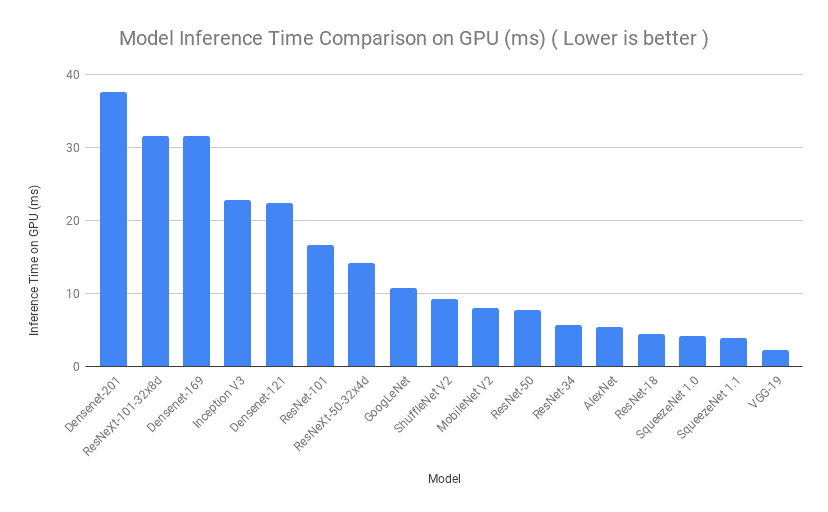 Model Inference Time Comparison on GPU (ms) ( Lower is better )
Inference Time on GPU (ms)
40
30
20
10
0
Densenet-201
ResNeXt-101-32x8d
Densenet-169
Inception V3
Densenet-121
ResNet-101
ResNeXt-50-32x4d
GoogLeNet
ShuffleNet V2
MobileNet V2
ResNet-50
ResNet-34
AlexNet
ResNet-18
SqueezeNet 1.0
SqueezeNet 1.1
VGG-19
Model